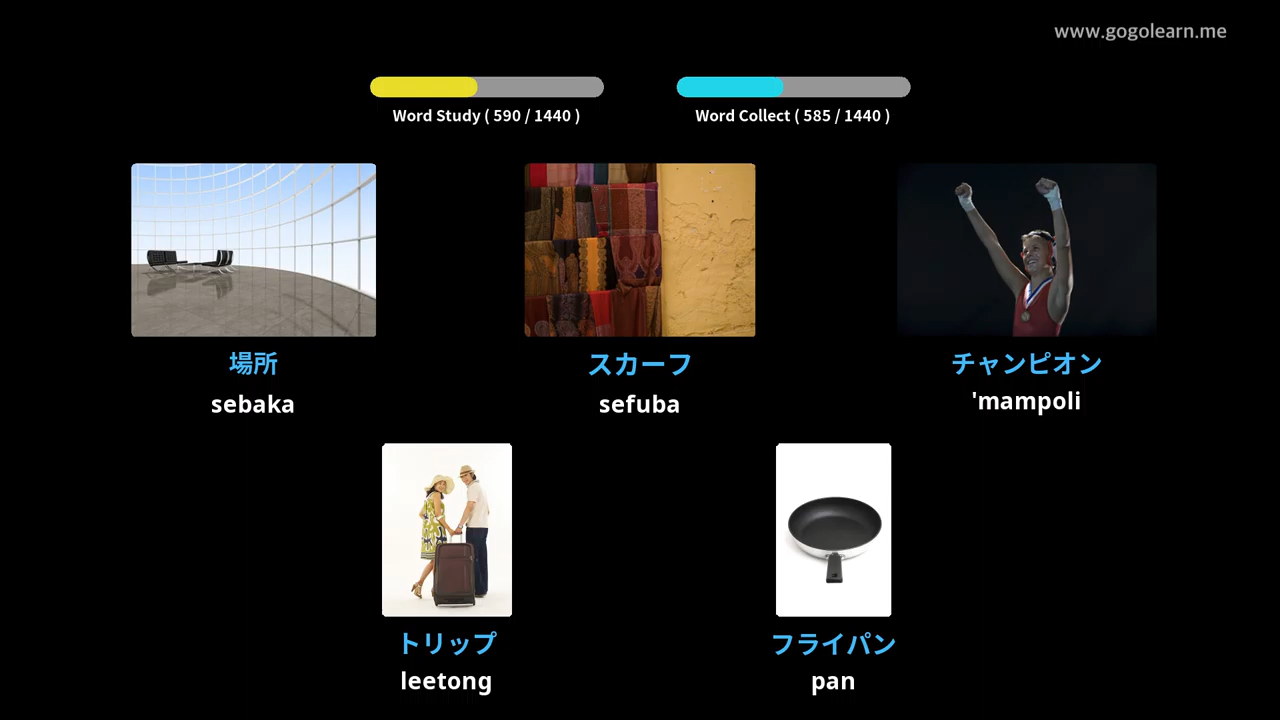 www.gogolearn.me
Word Study ( 590 / 1440 )
Word Collect ( 585 / 1440 )
場所
スカーフ
チャンピオン
sebaka
sefuba
'mampoli
トリップ
フライパン
leetong
pan